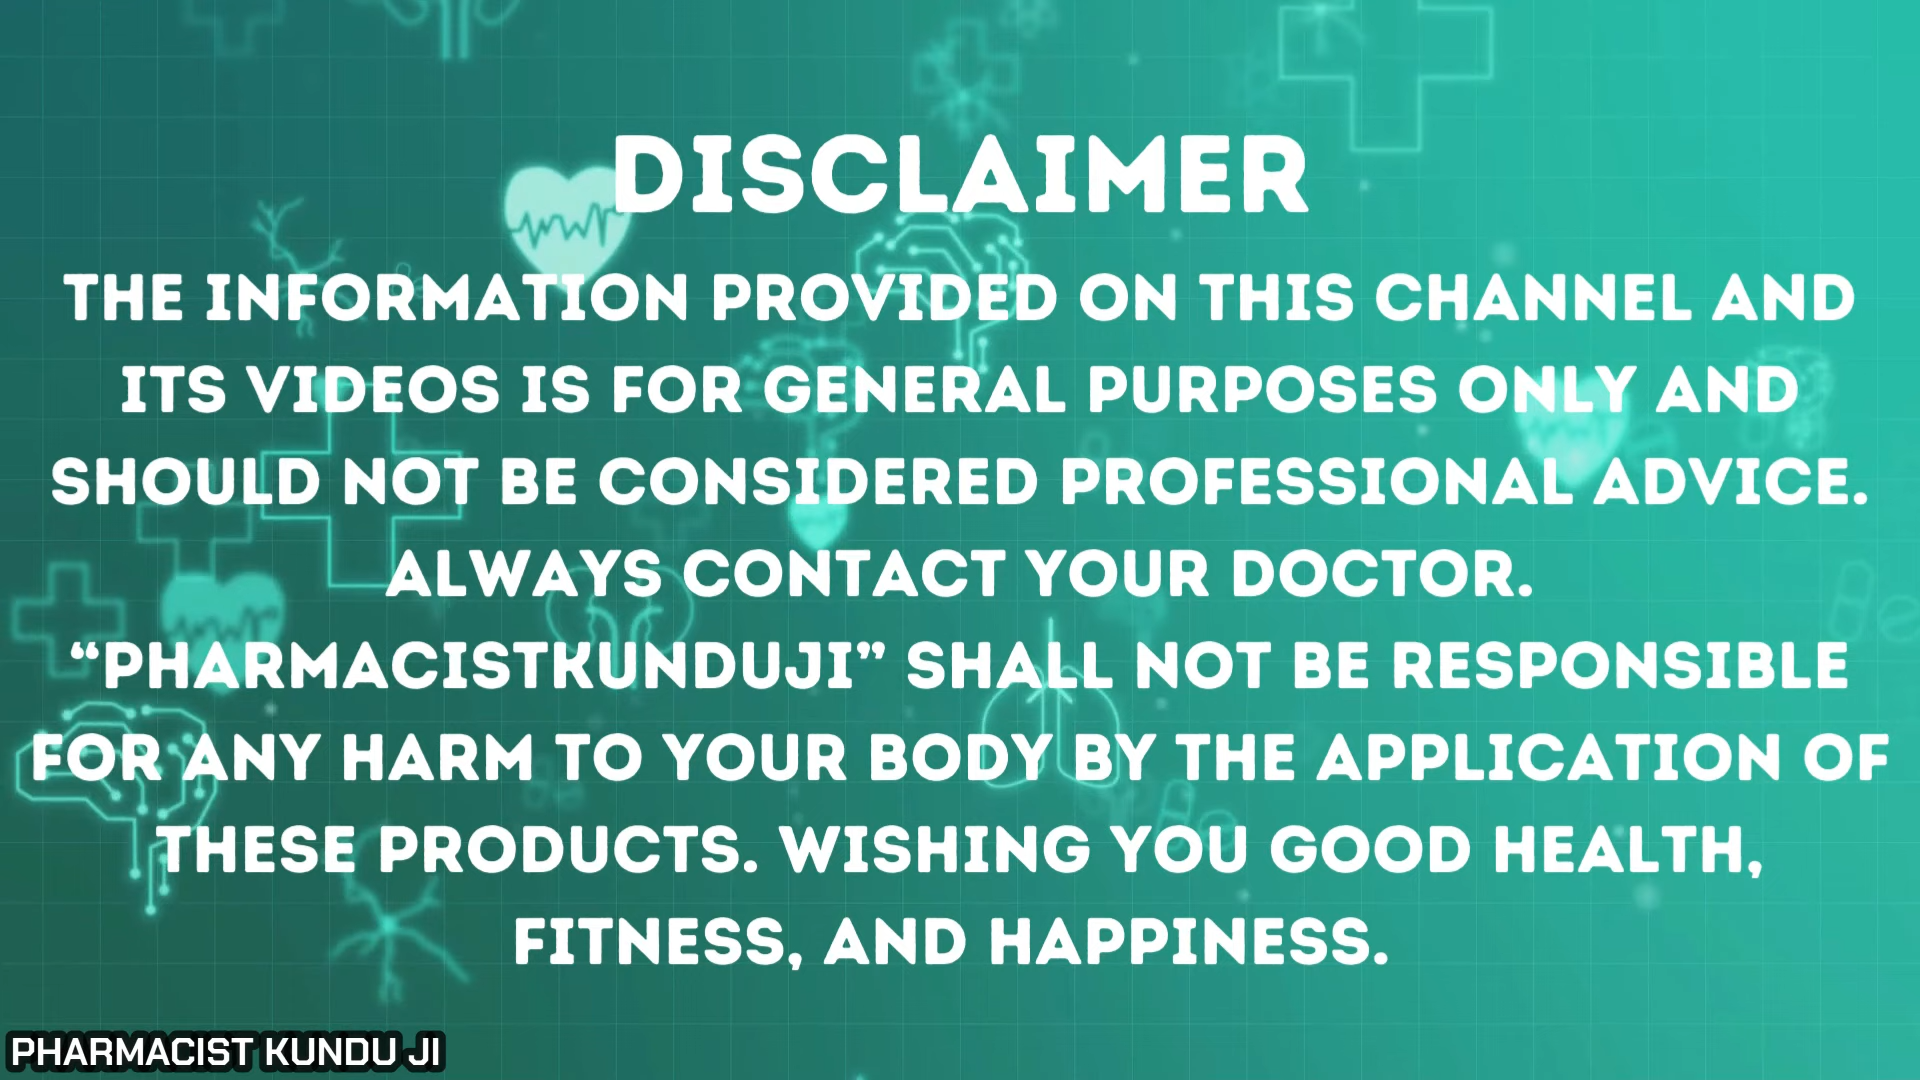 DISCLAIMER
THE INFORMATION PROVIDED ON THIS CHANNEL AND
ITS VIDEOS IS FOR GENERAL PURPOSES ONLY AND
SHOULD NOT BE CONSIDERED PROFESSIONAL ADVICE.
ALWAYS CONTACT YOUR DOCTOR.
“PHARMACISTKUNDUJI” SHALL NOT BE RESPONSIBLE
FOR ANY HARM TO YOUR BODY BY THE APPLICATION OF
THESE PRODUCTS. WISHING YOU GOOD HEALTH,
FITNESS, AND HAPPINESS.
PHARMACIST KUNDU JI